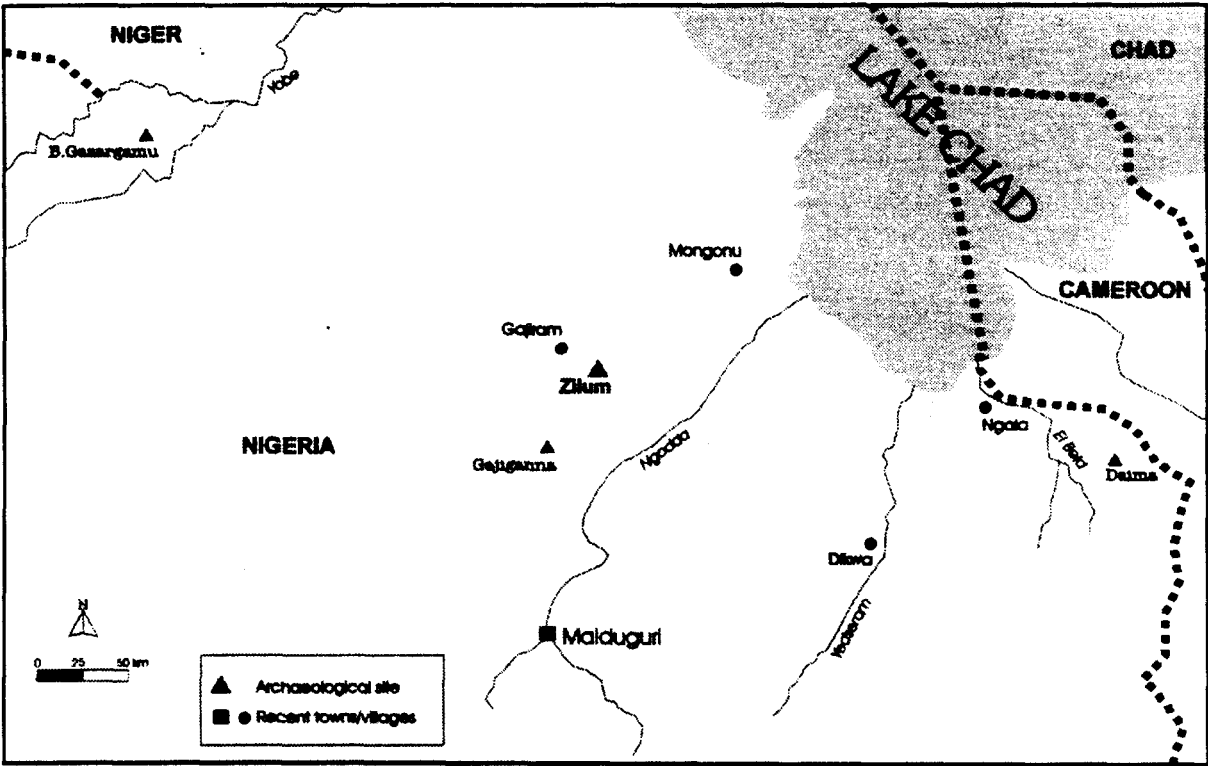 NIGER
CHAD
LAKE CHAD
Yobe
B.Gasargamu
Mongonu
CAMEROON
Gajiram
Zilum
NIGERIA
Gajiganna
Ngadda
Ngala
El Beid
Daima
Dikwa
Yedseram
Maiduguri
N
0 25 50 km
Archaeological site
Recent towns/villages